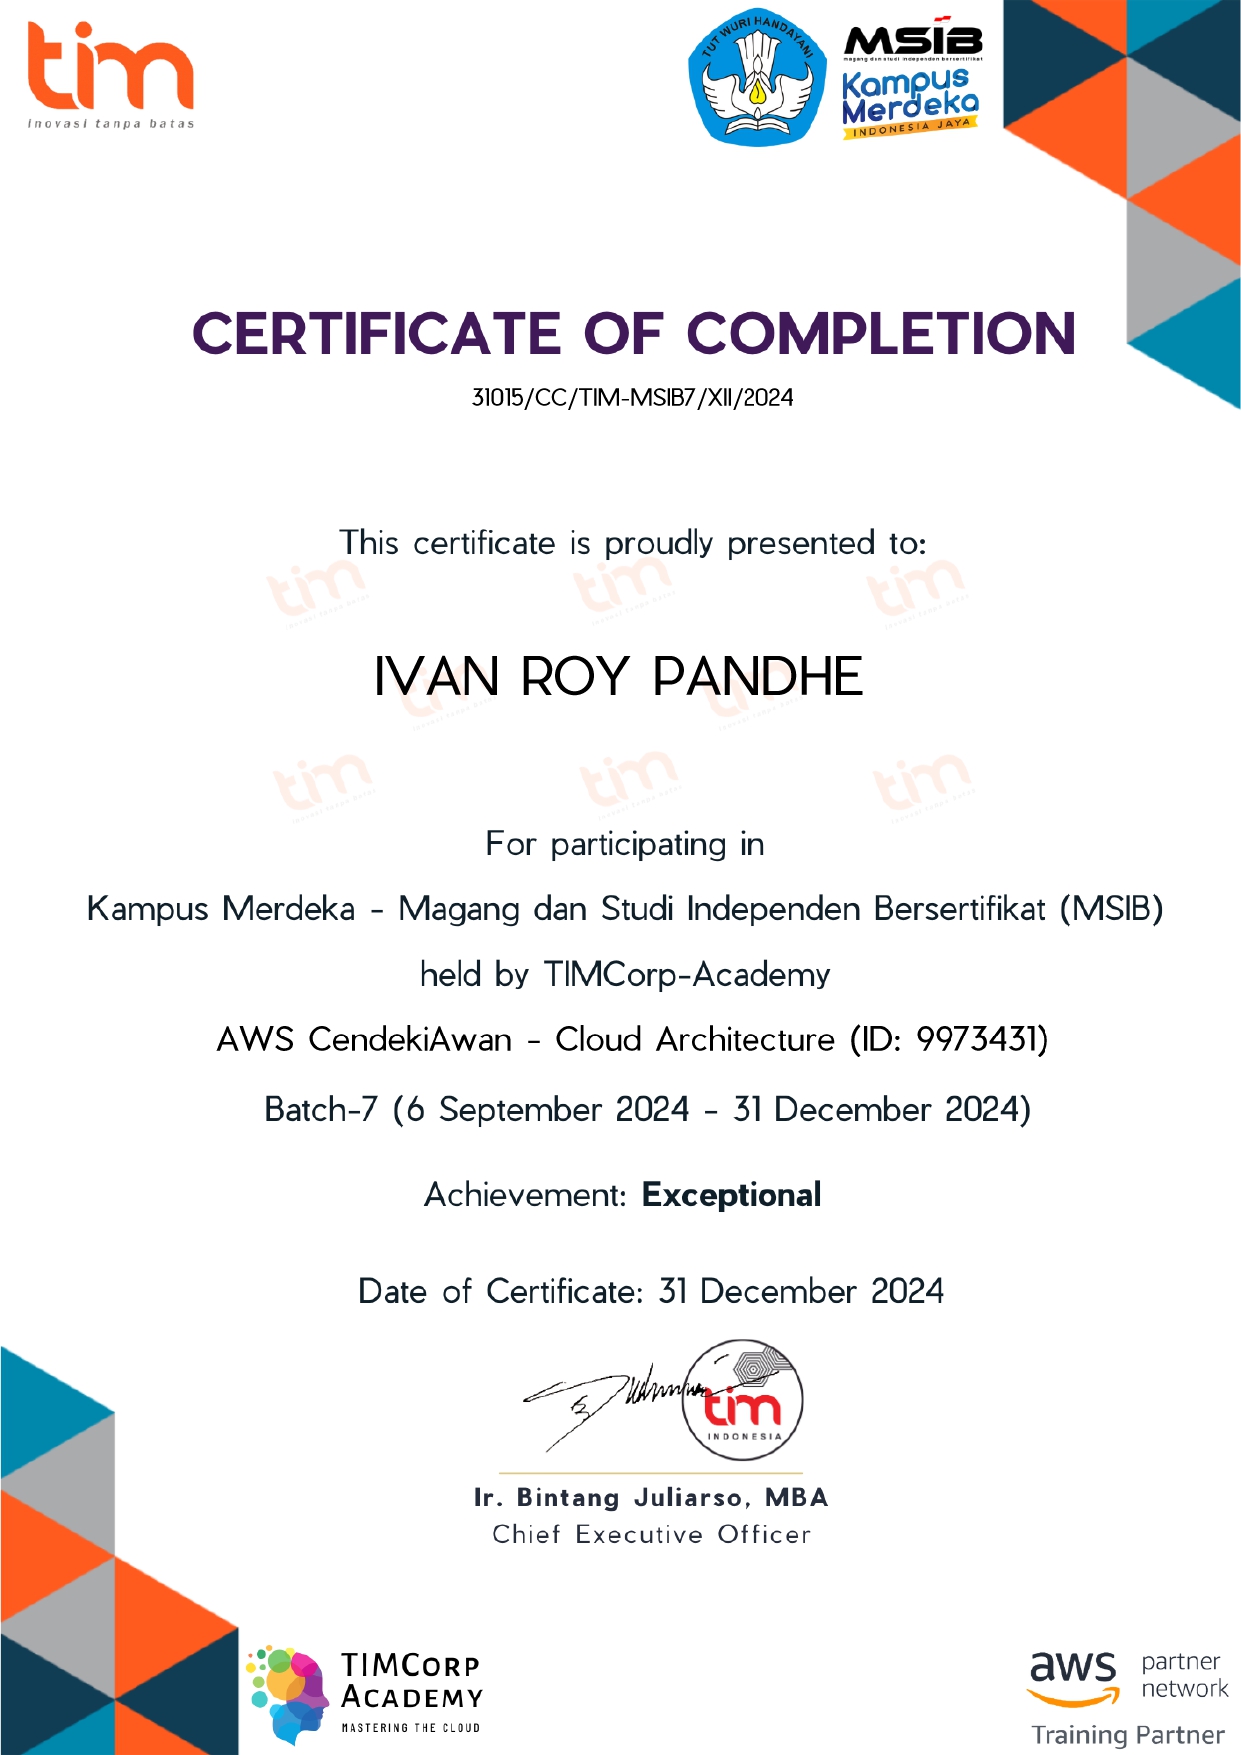 tim
inovasi tanpa batas
TUT WURI HANDAYANI
MSIB
magang dan studi independen bersertifikat
Kampus
Merdeka
INDONESIA JAYA
CERTIFICATE OF COMPLETION
31015/CC/TIM-MSIB7/XII/2024
This certificate is proudly presented to:
IVAN ROY PANDHE
For participating in
Kampus Merdeka - Magang dan Studi Independen Bersertifikat (MSIB)
held by TIMCorp-Academy
AWS CendekiAwan - Cloud Architecture (ID: 9973431)
Batch-7 (6 September 2024 - 31 December 2024)
Achievement: Exceptional
Date of Certificate: 31 December 2024
tim
INDONESIA
Ir. Bintang Juliarso, MBA
Chief Executive Officer
TIMCORP
ACADEMY
MASTERING THE CLOUD
aws partner
network
Training Partner